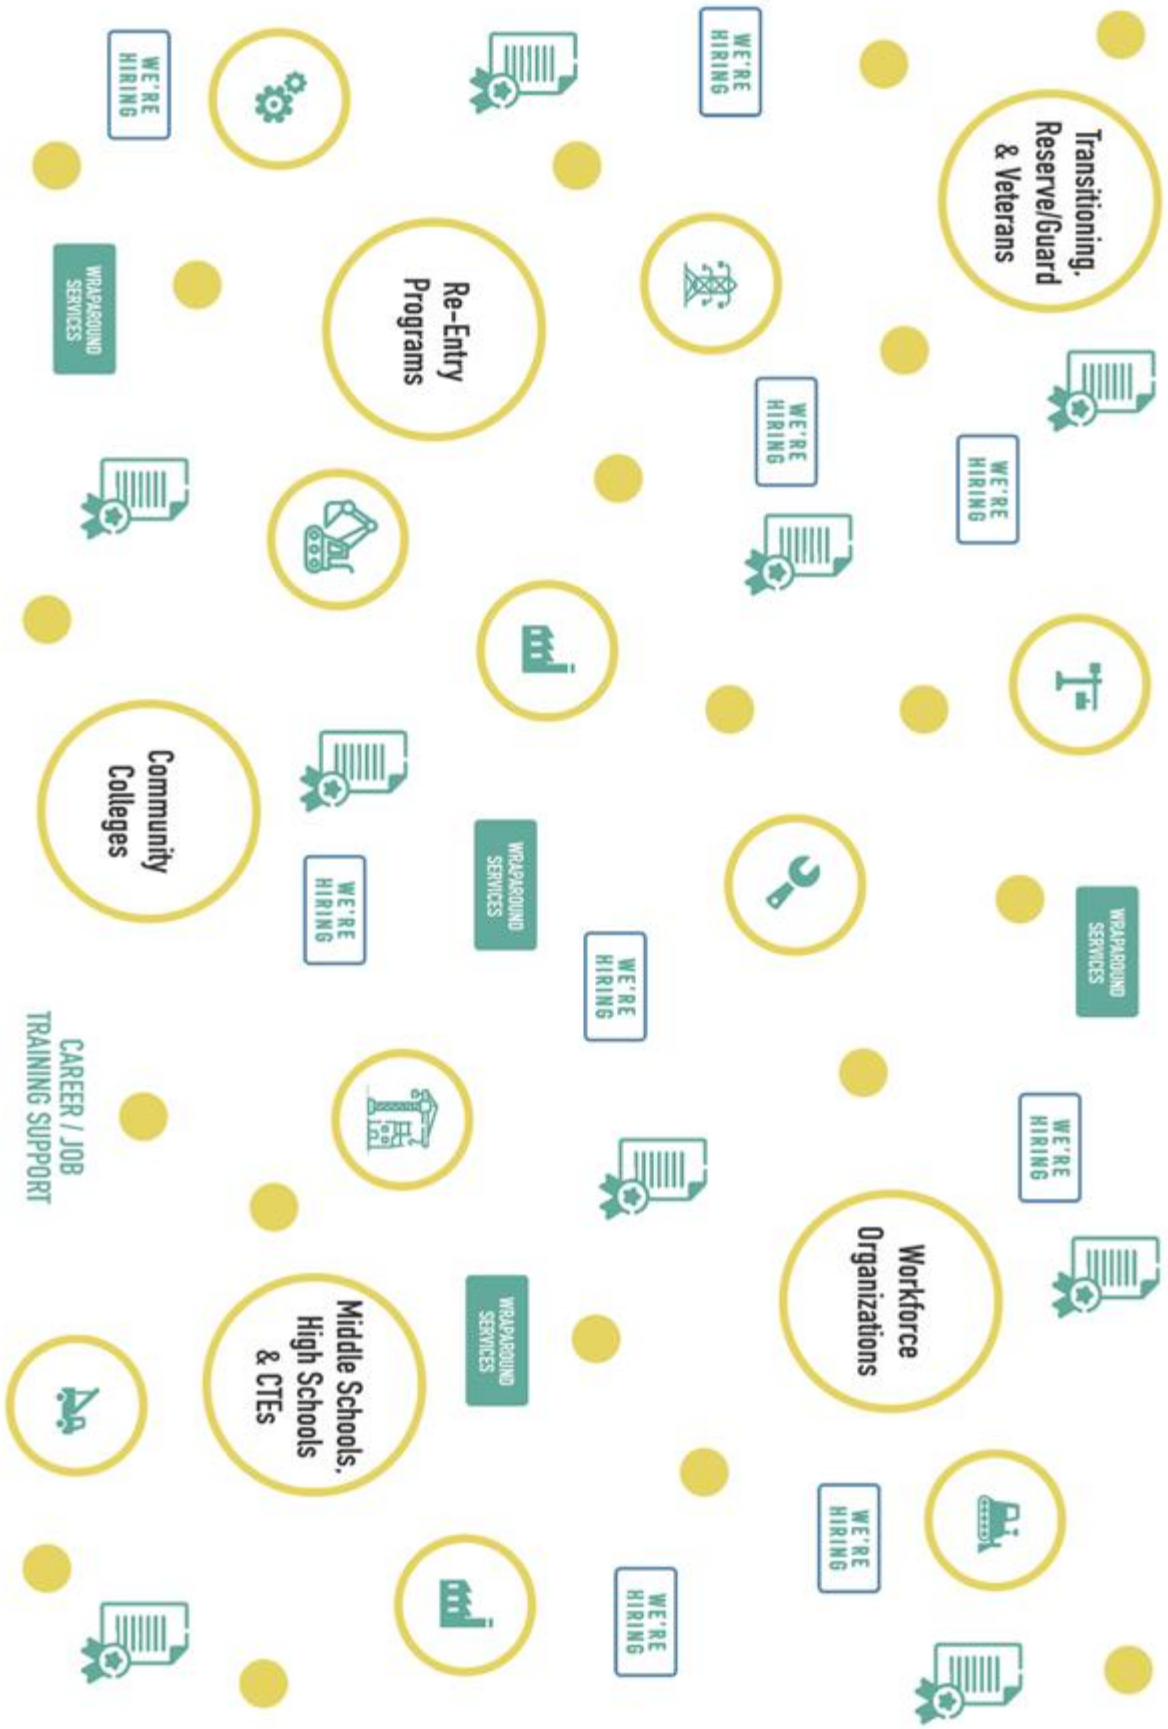 Transitioning,
Reserve/Guard
& Veterans
WRAPAROUND
SERVICES
WE'RE
HIRING
WE'RE
HIRING
Workforce
Organizations
WE'RE
HIRING
WE'RE
HIRING
WE'RE
HIRING
WE'RE
HIRING
WE'RE
HIRING
WRAPAROUND
SERVICES
WRAPAROUND
SERVICES
Re-Entry
Programs
WE'RE
HIRING
Middle Schools,
High Schools
& CTEs
Community
Colleges
WE'RE
HIRING
WRAPAROUND
SERVICES
CAREER / JOB
TRAINING SUPPORT